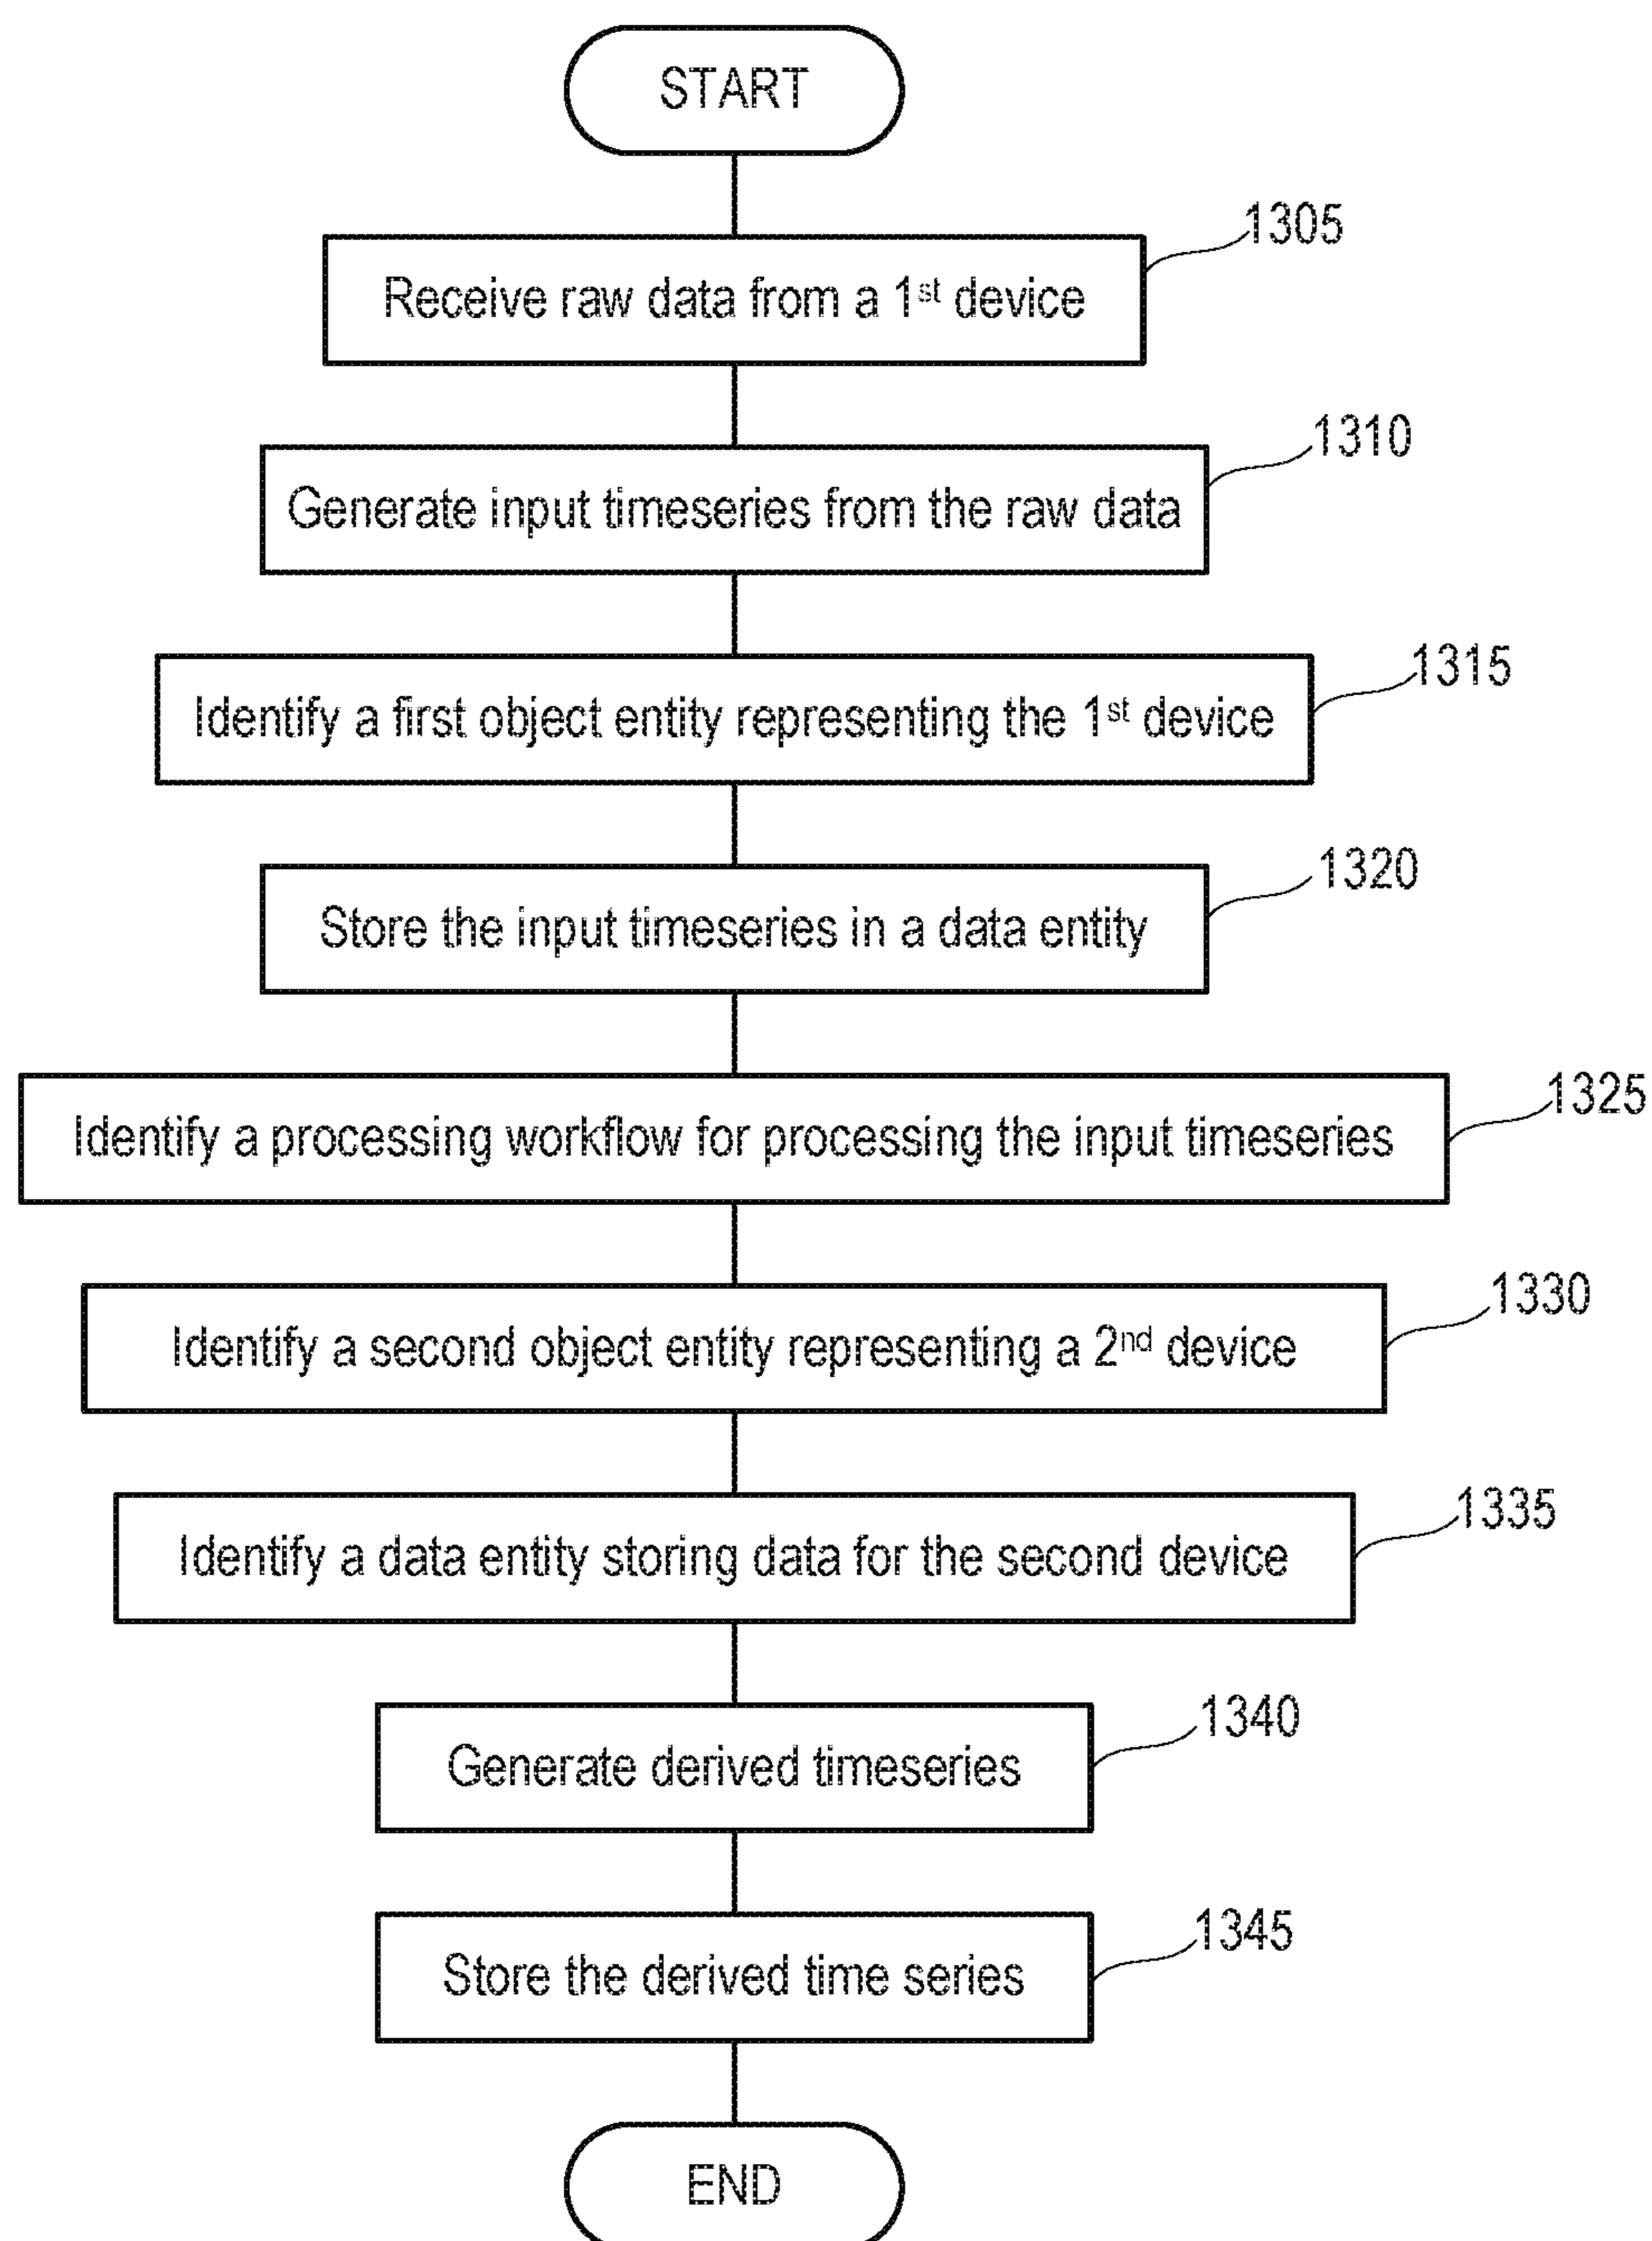 START
1305
Receive raw data from a 1st device
1310
Generate input timeseries from the raw data
1315
Identify a first object entity representing the 1st device
1320
Store the input timeseries in a data entity
1325
Identify a processing workflow for processing the input timeseries
1330
Identify a second object entity representing a 2nd device
1335
Identify a data entity storing data for the second device
1340
Generate derived timeseries
1345
Store the derived time series
END